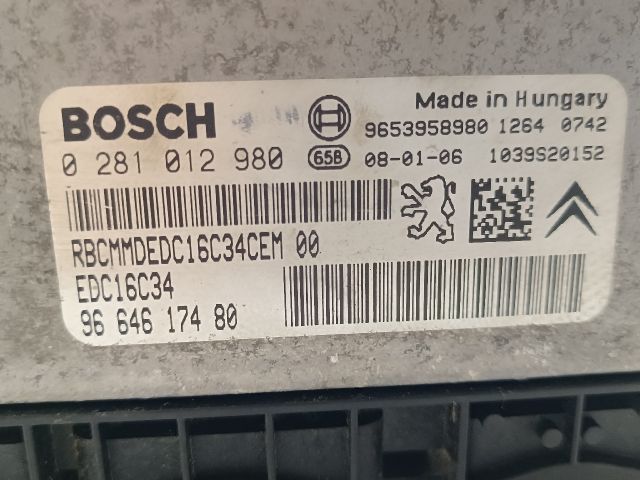 BOSCH
Made in Hungary
9653958980 1264 0742
0 281 012 980
65B
08-01-06 1039S20152
RBCMMDEDC16C34CEM 00
EDC16C34
96 646 174 80